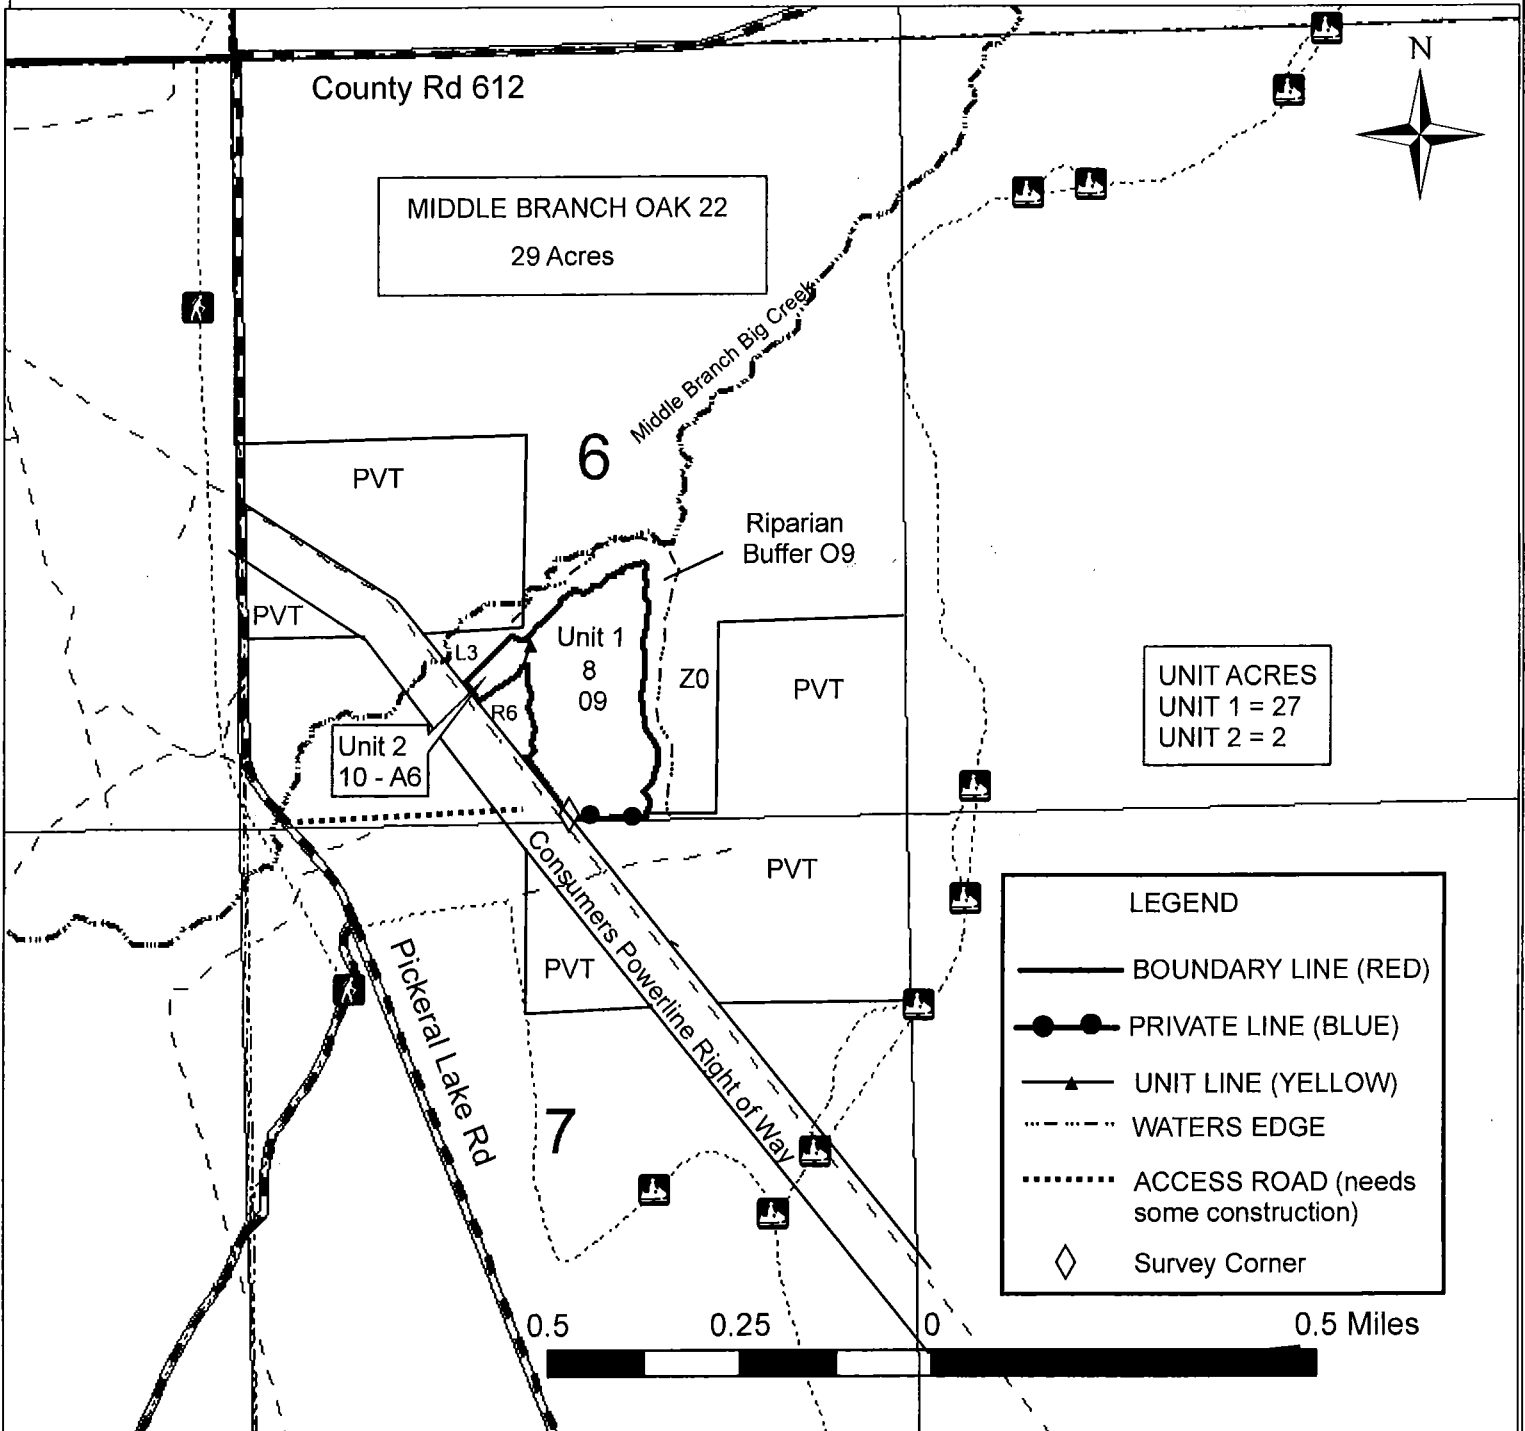 County Rd 612
N
MIDDLE BRANCH OAK 22
29 Acres
Middle Branch Big Creek
6
PVT
Riparian
Buffer O9
PVT
Unit 1
8
09
L3
Z0
PVT
R6
Unit 2
10 - A6
UNIT ACRES
UNIT 1 = 27
UNIT 2 = 2
Consumers Powerline Right of Way
PVT
PVT
Pickeral Lake Rd
7
LEGEND
BOUNDARY LINE (RED)
PRIVATE LINE (BLUE)
UNIT LINE (YELLOW)
WATERS EDGE
ACCESS ROAD (needs
some construction)
Survey Corner
0.5 0.25 0 0.5 Miles